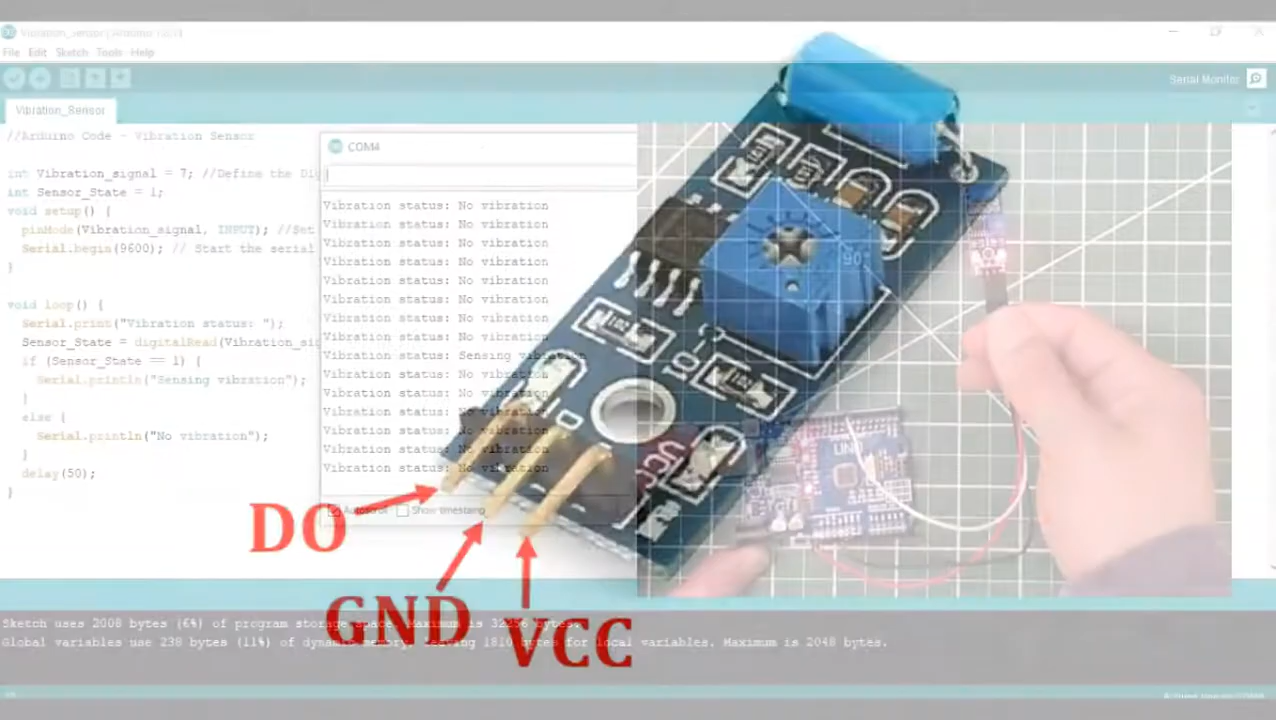 File Edit Sketch Tools Help
Serial Monitor
Vibration_Sensor
//Arduino Code - Vibration Sensor
int Vibration_signal = 7; //Define the Di
int Sensor_State = 1;
void setup() {
pinMode(Vibration_signal, INPUT); //Set
Serial.begin(9600); // Start the serial
}
void loop() {
Serial.print("Vibration status: ");
Sensor_State = digitalRead(Vibration_si
if (Sensor_State == 1) {
Serial.println("Sensing vibration");
}
else {
Serial.println("No vibration");
}
delay(50);
}
COM4
Vibration status: No vibration
Vibration status: No vibration
Vibration status: No vibration
Vibration status: No vibration
Vibration status: No vibration
Vibration status: No vibration
Vibration status: No vibration
Vibration status: No vibration
Vibration status: Sensing vibration
Vibration status: No vibration
Vibration status: No vibration
Vibration status: No vibration
Vibration status: No vibration
Vibration status: No vibration
Vibration status: No vibration
Autoscroll Show timestamp
102
102
VCC
UNO
DO
GND
VCC
Sketch uses 2008 bytes (6%) of program storage space. Maximum is 32256 bytes.
Global variables use 238 bytes (11%) of dynamic memory, leaving 1810 bytes for local variables. Maximum is 2048 bytes.